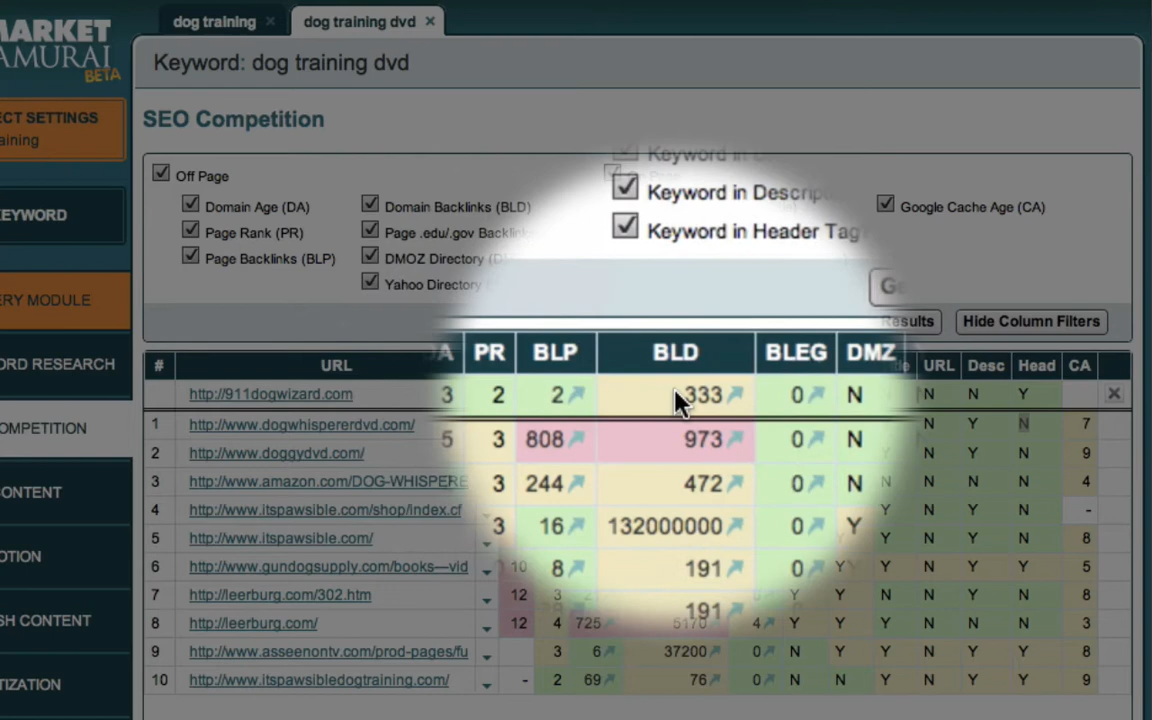 dog training × dog training dvd ×
MARKET
AMURAI
BETA
Keyword: dog training dvd
ECT SETTINGS
aining
SEO Competition
Off Page
Domain Age (DA) Domain Backlinks (BLD) Keyword in Descrip Google Cache Age (CA)
EYWORD
Page Rank (PR) Page .edu/.gov Backlink Keyword in Header Tag
Page Backlinks (BLP) DMOZ Directory
Yahoo Directory
ERY MODULE
Results Hide Column Filters
ORD RESEARCH
# URL PR BLP BLD BLEG DMZ URL Desc Head CA
http://911dogwizard.com 3 2 2 333 0 N N N Y
1 http://www.dogwhispererdvd.com/ 5 3 808 973 0 N N Y N 7
OMPETITION
2 http://www.doggydvd.com/ 3 244 472 0 N Y N Y 9
3 http://www.amazon.com/DOG-WHISPERE 3 16 132000000 0 Y N N Y Y 4
4 http://www.itspawsible.com/shop/index.cf 8 191 0 Y N Y Y -
CONTENT
5 http://www.itspawsible.com/ 191 Y N Y Y 8
OTION
6 http://www.gundogsupply.com/books—vid 10 Y Y N Y Y 5
7 http://leerburg.com/302.htm 12 3 Y Y N N N 8
SH CONTENT
8 http://leerburg.com/ 12 4 725 5170 4 Y Y N N N 3
9 http://www.asseenontv.com/prod-pages/fu - 3 6 37200 0 N Y Y N Y Y 8
TIZATION
10 http://www.itspawsibledogtraining.com/ - 2 69 76 0 N N Y N Y Y 9